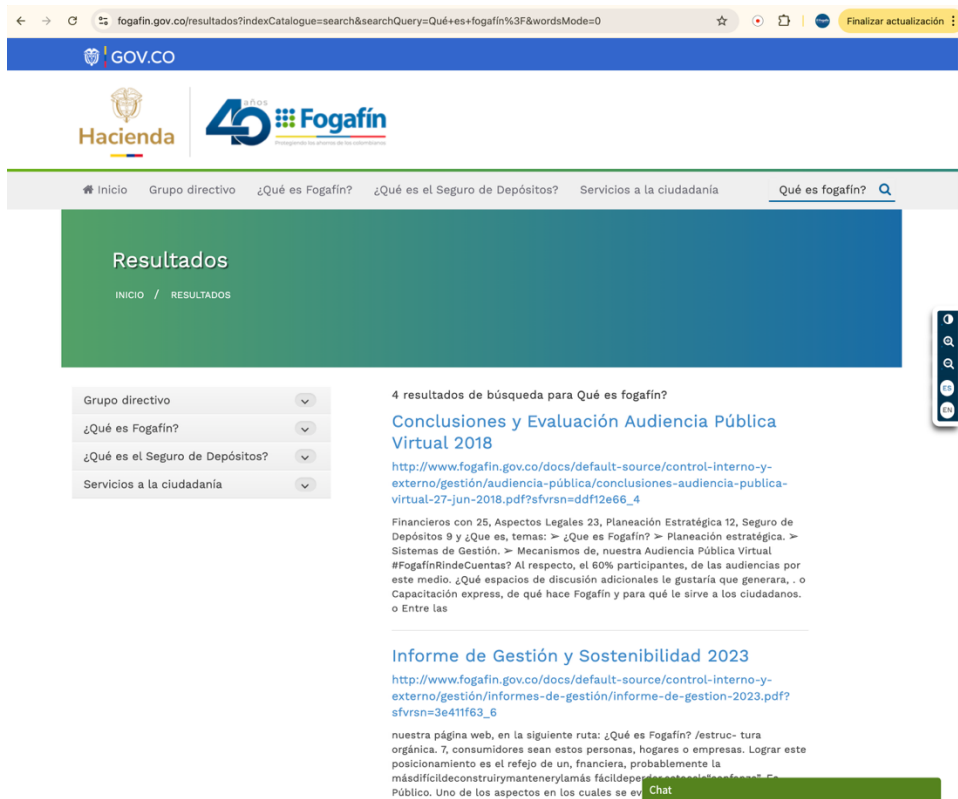 fogafin.gov.co/resultados?indexCatalogue=search&searchQuery=Qué+es+fogafín%3F&wordsMode=0
Finalizar actualización
GOV.CO
Hacienda
40 años
Fogafín
Protegiendo los ahorros de los colombianos
Inicio
Grupo directivo
¿Qué es Fogafín?
¿Qué es el Seguro de Depósitos?
Servicios a la ciudadanía
Qué es fogafín?
Resultados
INICIO / RESULTADOS
ES
EN
Grupo directivo
¿Qué es Fogafín?
¿Qué es el Seguro de Depósitos?
Servicios a la ciudadanía
4 resultados de búsqueda para Qué es fogafín?
Conclusiones y Evaluación Audiencia Pública
Virtual 2018
http://www.fogafin.gov.co/docs/default-source/control-interno-y-
externo/gestión/audiencia-pública/conclusiones-audiencia-publica-
virtual-27-jun-2018.pdf?sfvrsn=ddf12e66_4
Financieros con 25, Aspectos Legales 23, Planeación Estratégica 12, Seguro de
Depósitos 9 y ¿Que es, temas: ➢ ¿Que es Fogafín? ➢ Planeación estratégica. ➢
Sistemas de Gestión. ➢ Mecanismos de, nuestra Audiencia Pública Virtual
#FogafínRindeCuentas? Al respecto, el 60% participantes, de las audiencias por
este medio. ¿Qué espacios de discusión adicionales le gustaría que generara, . o
Capacitación express, de qué hace Fogafín y para qué le sirve a los ciudadanos.
o Entre las
Informe de Gestión y Sostenibilidad 2023
http://www.fogafin.gov.co/docs/default-source/control-interno-y-
externo/gestión/informes-de-gestión/informe-de-gestion-2023.pdf?
sfvrsn=3e411f63_6
nuestra página web, en la siguiente ruta: ¿Qué es Fogafín? /estruc- tura
orgánica. 7, consumidores sean estos personas, hogares o empresas. Lograr este
posicionamiento es el refejo de un, fnanciera, probablemente la
másdifícildeconstruirymantenerylamás fácildeper
Público. Uno de los aspectos en los cuales se ev
Chat